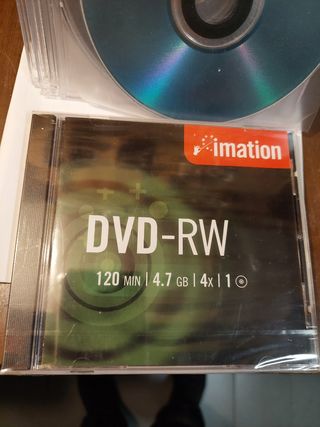 imation
DVD-RW
120 MIN | 4.7 GB | 4X | 1